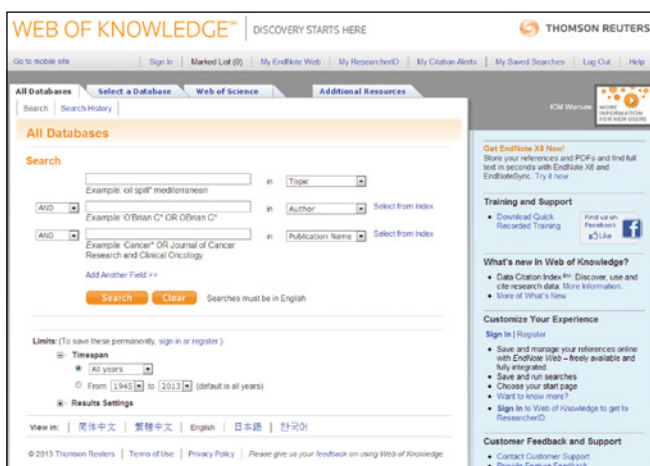 WEB OF KNOWLEDGE℠ | DISCOVERY STARTS HERE
THOMSON REUTERS
Go to mobile site | Sign In | Marked List (0) | My EndNote Web | My ResearcherID | My Citation Alerts | My Saved Searches | Log Out | Help
All Databases Select a Database Web of Science Additional Resources
Search | Search History
ICM Warsaw
MORE
INFORMATION
FOR NEW USERS
All Databases
Search
in Topic
Example: oil spill* mediterranean
AND in Author Select from Index
Example: O'Brian C* OR OBrian C*
AND in Publication Name Select from Index
Example: Cancer* OR Journal of Cancer
Research and Clinical Oncology
Add Another Field >>
Search Clear Searches must be in English
Limits: (To save these permanently, sign in or register.)
Timespan
All years
From 1945 to 2013 (default is all years)
Results Settings
View in: | 简体中文 | 繁體中文 | English | 日本語 | 한국어
© 2013 Thomson Reuters | Terms of Use | Privacy Policy | Please give us your feedback on using Web of Knowledge.
Get EndNote X6 Now!
Store your references and PDFs and find full
text in seconds with EndNote X6 and
EndNoteSync. Try it now
Training and Support
Download Quick
Recorded Training
Find us on
Facebook
Like
What's new in Web of Knowledge?
Data Citation Index℠: Discover, use and
cite research data. More Information.
More of What's New
Customize Your Experience
Sign In | Register
Save and manage your references online
with EndNote Web – freely available and
fully integrated.
Save and run searches
Choose your start page
Want to know more?
Sign In to Web of Knowledge to get to
ResearcherID.
Customer Feedback and Support
Contact Customer Support
Provide Feature Feedback